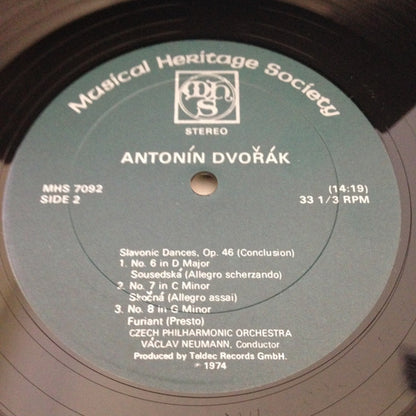 Musical Heritage Society
mhs
STEREO
ANTONÍN DVOŘÁK
MHS 7092 (14:19)
SIDE 2 33 1/3 RPM
Slavonic Dances, Op. 46 (Conclusion)
1. No. 6 in D Major
Sousedská (Allegro scherzando)
2. No. 7 in C Minor
Skočná (Allegro assai)
3. No. 8 in G Minor
Furiant (Presto)
CZECH PHILHARMONIC ORCHESTRA
VÁCLAV NEUMANN, Conductor
Produced by Teldec Records GmbH.
℗ 1974